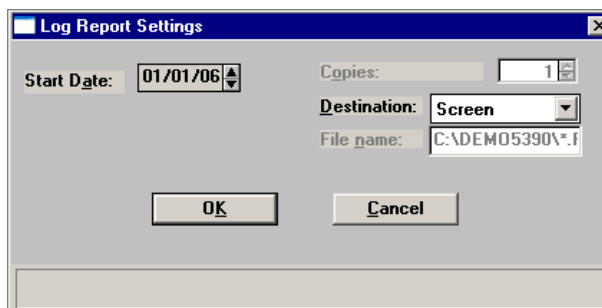 Log Report Settings
Start Date: 01/01/06
Copies: 1
Destination: Screen
File name: C:\DEMO5390\*.F
OK Cancel